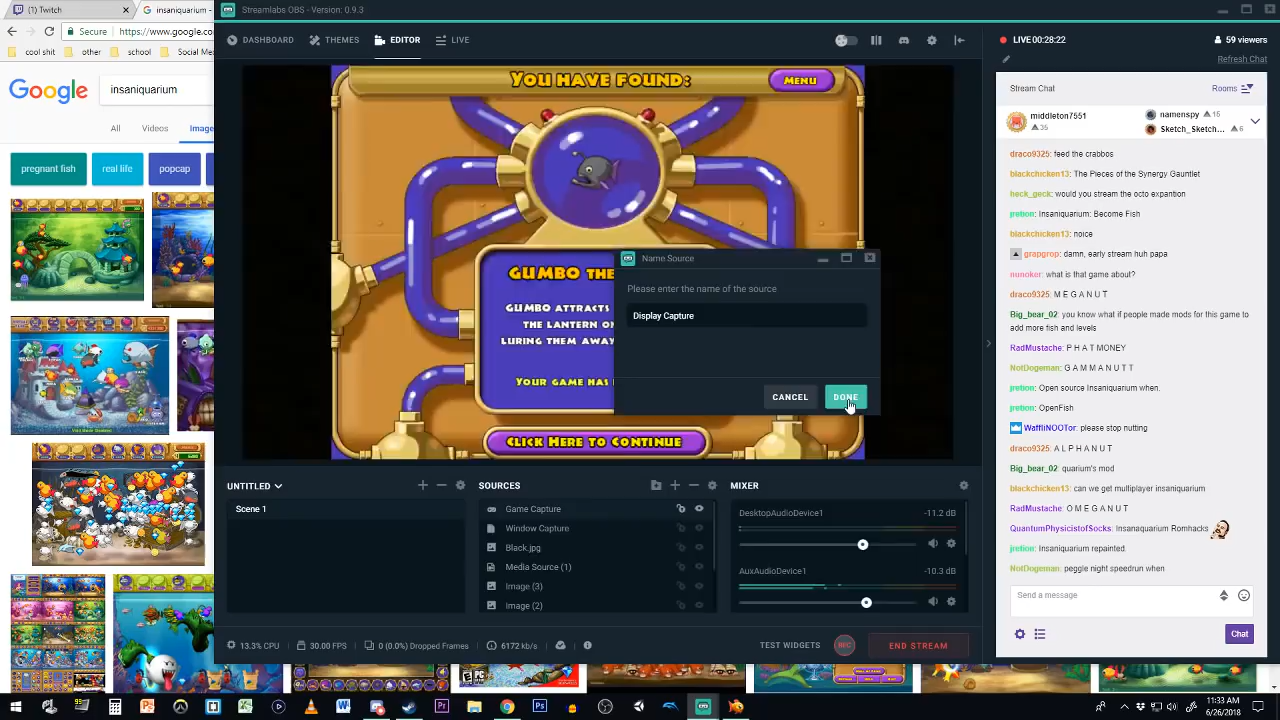 (1) Twitch
insaniquarium - G
Streamlabs OBS - Version: 0.9.3
Secure
https://www.google.co
cool shit
content
bills
DASHBOARD
THEMES
EDITOR
LIVE
LIVE 00:28:22
59 viewers
Refresh Chat
Google
insaniquarium
All
Videos
Image
pregnant fish
real life
popcap
You have found:
MENU
GUMBO THE
GUMBO ATTRACTS
THE LANTERN ON
LURING THEM AWAY
YOUR GAME HAS
CLICK HERE TO CONTINUE
Name Source
Please enter the name of the source
Display Capture
CANCEL
DONE
Stream Chat
Rooms
middleton7551
35
namenspy 15
Sketch_Sketch... 6
draco9325: feed the crabbos
blackchicken13: The Pieces of the Synergy Gauntlet
heck_geck: would you stream the octo expantion
jretion: Insaniquarium: Become Fish
blackchicken13: noice
grapgrop: damn, early stream huh papa
nunoker: what is that game about?
draco9325: M E G A N U T
Big_bear_02: you know what if people made mods for this game to
add more fish and levels
RadMustache: P H A T MONEY
NotDogeman: G A M M A N U T T
jretion: Open source Insaniquarium when.
jretion: OpenFish
WaffliNOOTor: please stop nutting
draco9325: A L P H A N U T
Big_bear_02: quarium's mod
blackchicken13: can we get multiplayer insaniquarium
RadMustache: O M E G A N U T
QuantumPhysicistofSocks: Insanaquarium Romhacks
jretion: Insaniquarium repainted.
NotDogeman: peggle night speedrun when
Send a message
Chat
UNTITLED
Scene 1
SOURCES
Game Capture
Window Capture
Black.jpg
Media Source (1)
Image (3)
Image (2)
MIXER
DesktopAudioDevice1
-11.2 dB
AuxAudioDevice1
-10.3 dB
13.3% CPU
30.00 FPS
0 (0.0%) Dropped Frames
6172 kb/s
TEST WIDGETS
REC
END STREAM
11:33 AM
6/26/2018